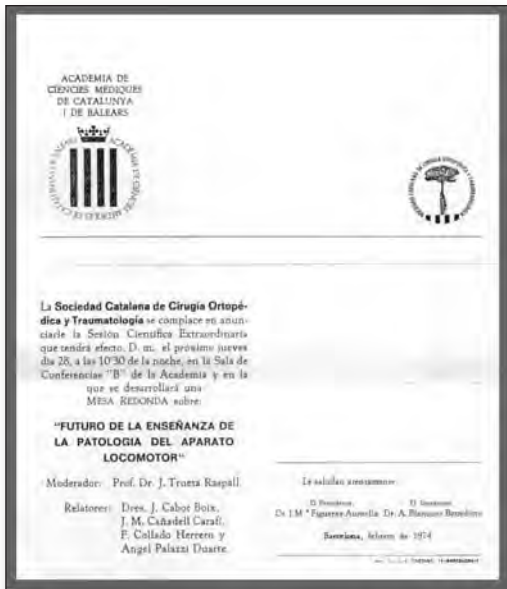 ACADEMIA DE
CIENCIES MEDIQUES
DE CATALUNYA
I DE BALEARS
La Sociedad Catalana de Cirugía Ortopé-
dica y Traumatología se complace en anun-
ciarle la Sesión Científica Extraordinaria
que tendrá efecto, D. m. el próximo jueves
día 28, a las 10'30 de la noche, en la Sala de
Conferencias "B" de la Academia y en la
que se desarrollará una
MESA REDONDA sobre:
"FUTURO DE LA ENSEÑANZA DE
LA PATOLOGIA DEL APARATO
LOCOMOTOR"
Moderador: Prof. Dr. J. Trueta Raspall.
Relatores: Dres. J. Cabot Boix,
J. M. Cañadell Carafí,
F. Collado Herrero y
Angel Palazzi Duarte.
Le saludan atentamente
El Presidente, El Secretario,
Dr. J. M.ª Figueras Aumella Dr. A.
Barcelona, febrero de 1974